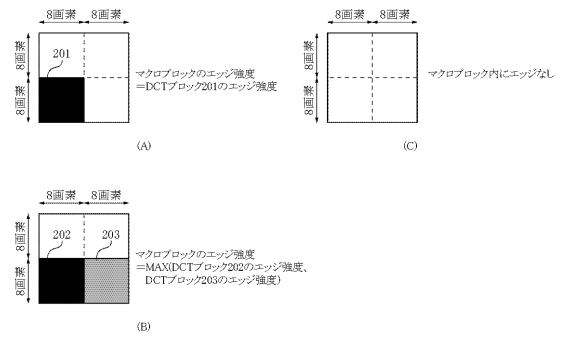 8画素 8画素
8画素
201
8画素
マクロブロックのエッジ強度
=DCTブロック201のエッジ強度
(A)
8画素 8画素
8画素
8画素
マクロブロック内にエッジなし
(C)
8画素 8画素
8画素
202 203
8画素
マクロブロックのエッジ強度
=MAX(DCTブロック202のエッジ強度、
DCTブロック203のエッジ強度)
(B)